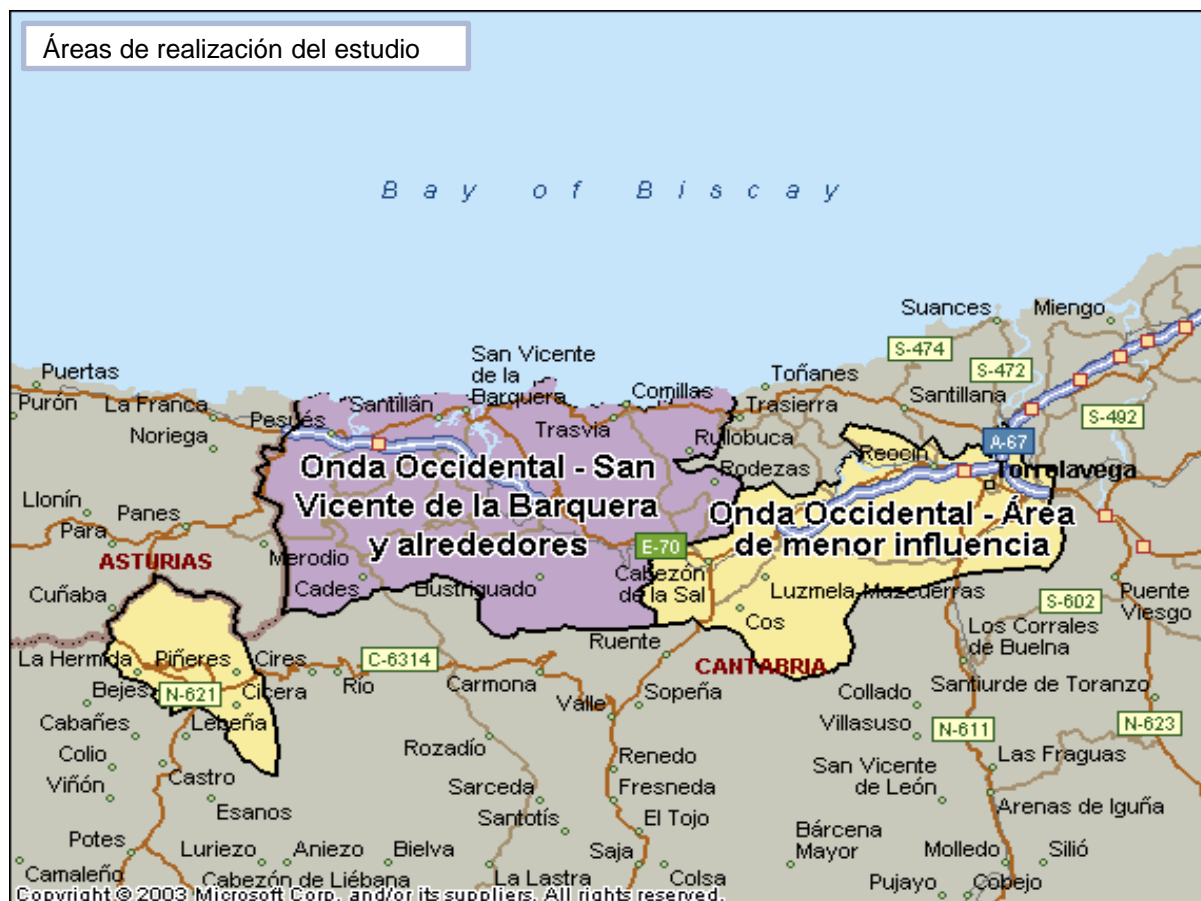 Áreas de realización del estudio
Bay of Biscay
Suances
Miengo
S-474
San Vicente
de la
Barquera
Puertas
Toñanes
S-472
Comillas
Santillana
Purón
La Franca
Santillán
S-492
Pesués
Trasvia
Trasierra
Noriega
Rullobuca
A-67
Reocín
Rodezas
Torrelavega
Onda Occidental - San
Vicente de la Barquera
y alrededores
Onda Occidental - Área
de menor influencia
Llonín
Panes
Para
E-70
ASTURIAS
Merodio
Cabezón
de la Sal
Cades
Bustriguado
Luzmela-Mazcuerras
Puente
Viesgo
Cuñaba
S-602
Cos
Los Corrales
de Buelna
Ruente
La Hermida
Piñeres
Cires
C-6314
CANTABRIA
Bejes
N-621
Cicera
Rio
Carmona
Sopeña
Collado
Santiurde de Toranzo
Valle
Cabañes
Lebeña
Villasuso
N-611
N-623
Rozadío
Colio
Renedo
San Vicente
de León
Las Fraguas
Castro
Viñón
Sarceda
Fresneda
Esanos
Arenas de Iguña
Santotís
El Tojo
Bárcena
Mayor
Potes
Luriezo
Aniezo
Bielva
Saja
Molledo
Silió
Camaleño
Cabezón de Liébana
La Lastra
Colsa
Pujayo
Cobejo
Copyright © 2003 Microsoft Corp. and/or its suppliers. All rights reserved.